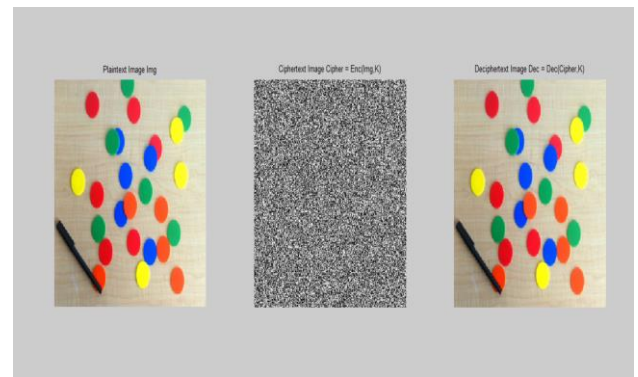 Plaintext Image Img
Ciphertext Image Cipher = Enc(Img,K)
Deciphertext Image Dec = Dec(Cipher,K)